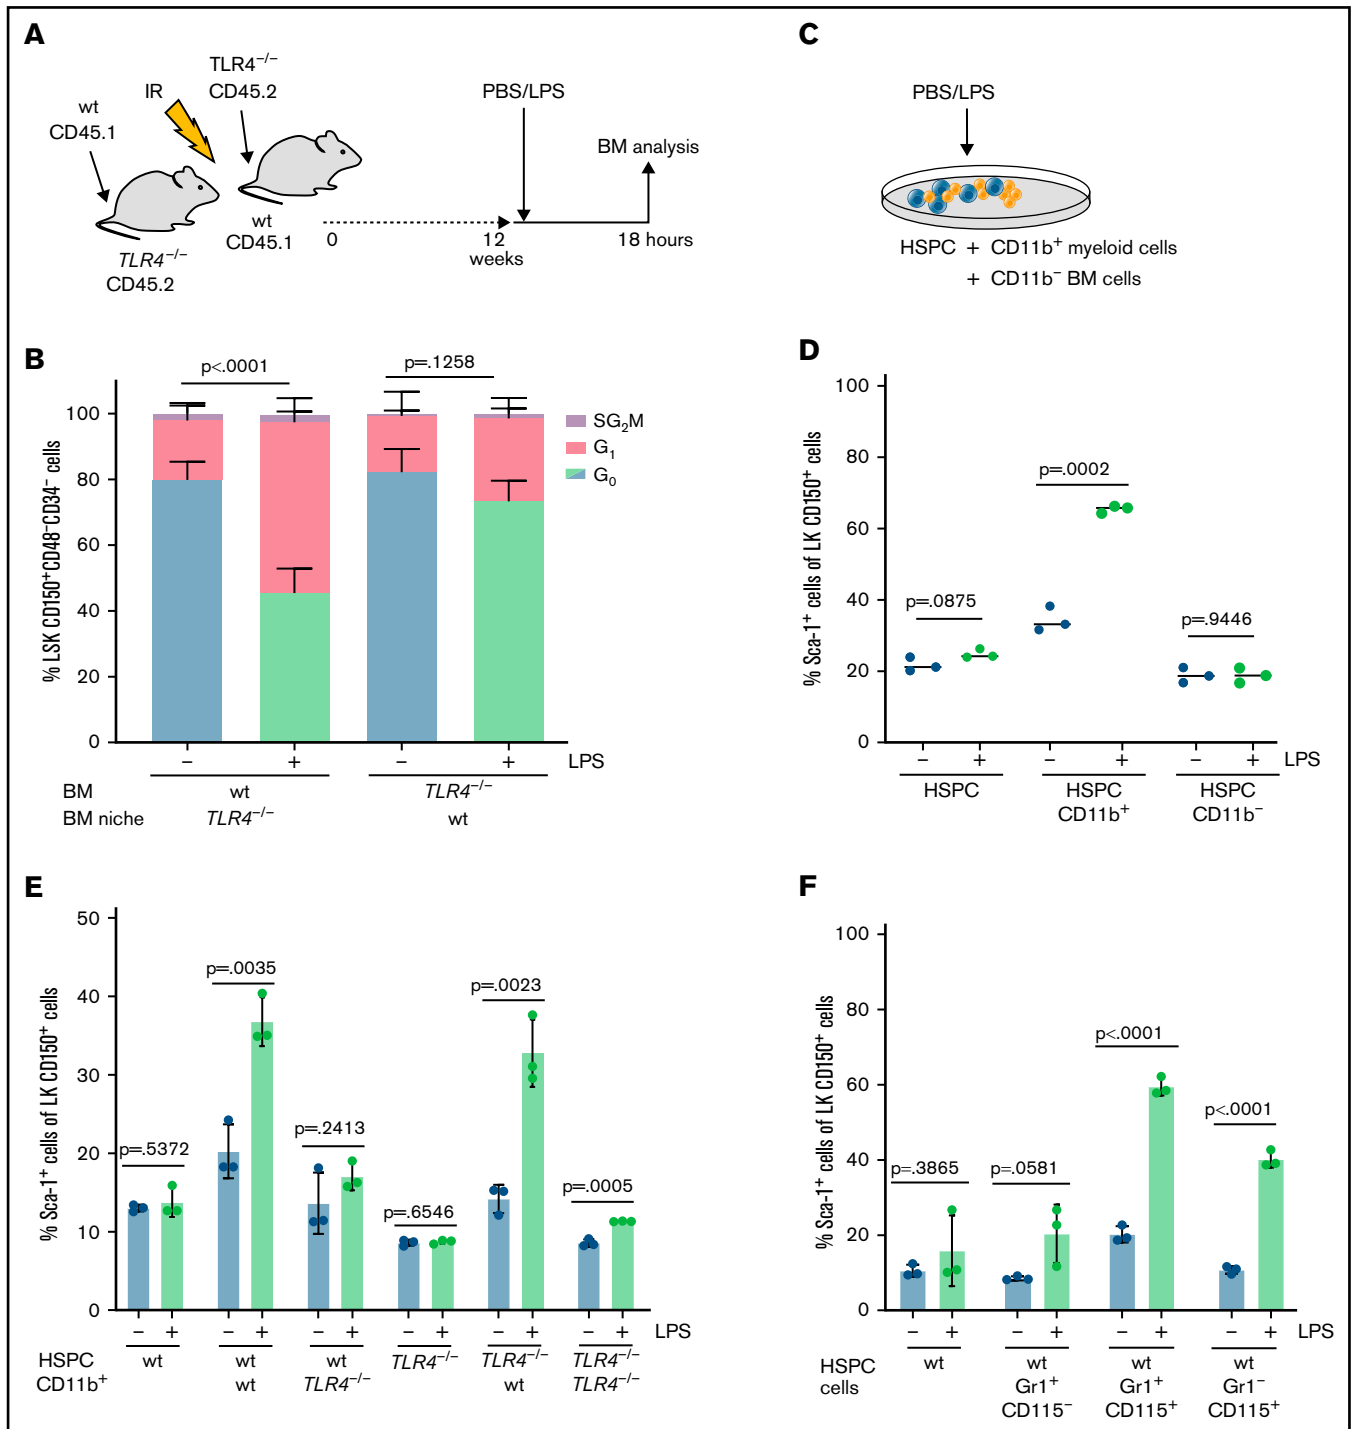 A
TLR4−/−
CD45.2
IR
wt
CD45.1
PBS/LPS
BM analysis
wt
CD45.1
0
12
weeks
18 hours
TLR4−/−
CD45.2
C
PBS/LPS
HSPC + CD11b+ myeloid cells
+ CD11b− BM cells
B
% LSK CD150+CD48−CD34− cells
100
80
60
40
20
0
p<.0001
p=.1258
SG2M
G1
G0
− + − + LPS
BM wt TLR4−/−
BM niche TLR4−/− wt
D
% Sca-1+ cells of LK CD150+ cells
100
80
60
40
20
0
p=.0875
p=.0002
p=.9446
− + − + − + LPS
HSPC HSPC HSPC
CD11b+ CD11b−
E
% Sca-1+ cells of LK CD150+ cells
50
40
30
20
10
0
p=.5372
p=.0035
p=.2413
p=.6546
p=.0023
p=.0005
− + − + − + − + − + − + LPS
HSPC wt wt wt TLR4−/− TLR4−/− TLR4−/−
CD11b+ wt TLR4−/− wt TLR4−/−
F
% Sca-1+ cells of LK CD150+ cells
100
80
60
40
20
0
p=.3865
p=.0581
p<.0001
p<.0001
− + − + − + − + LPS
HSPC wt wt wt wt
cells Gr1+ Gr1+ Gr1−
CD115− CD115+ CD115+